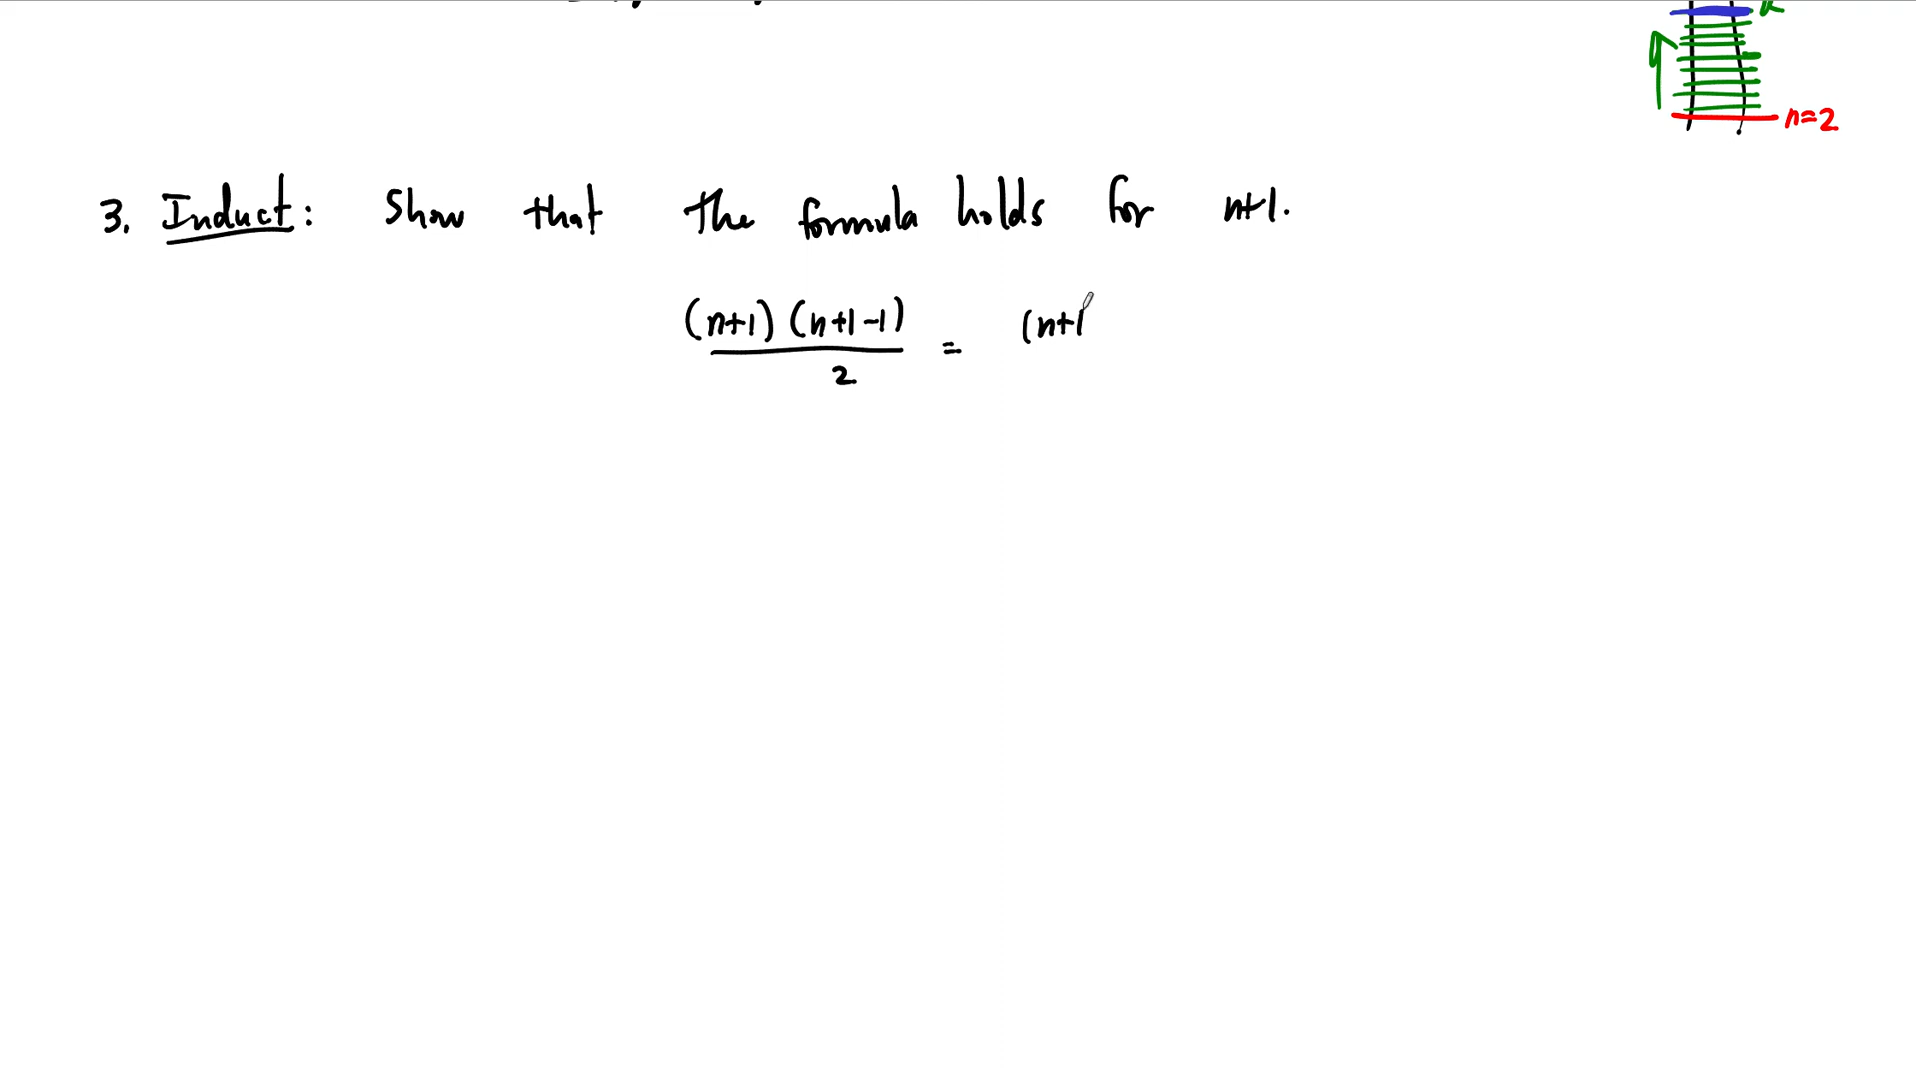 n=2
3. Induct: Show that the formula holds for n+1.
(n+1) (n+1-1) / 2 = (n+1